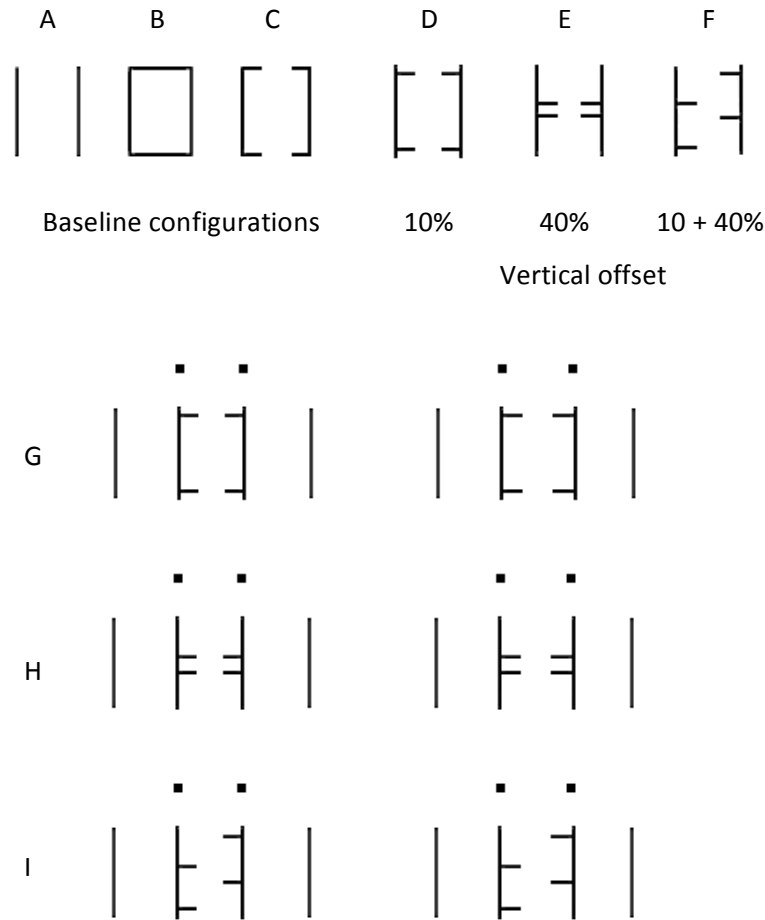 A B C D E F
Baseline configurations 10% 40% 10 + 40%
Vertical offset
G
H
I